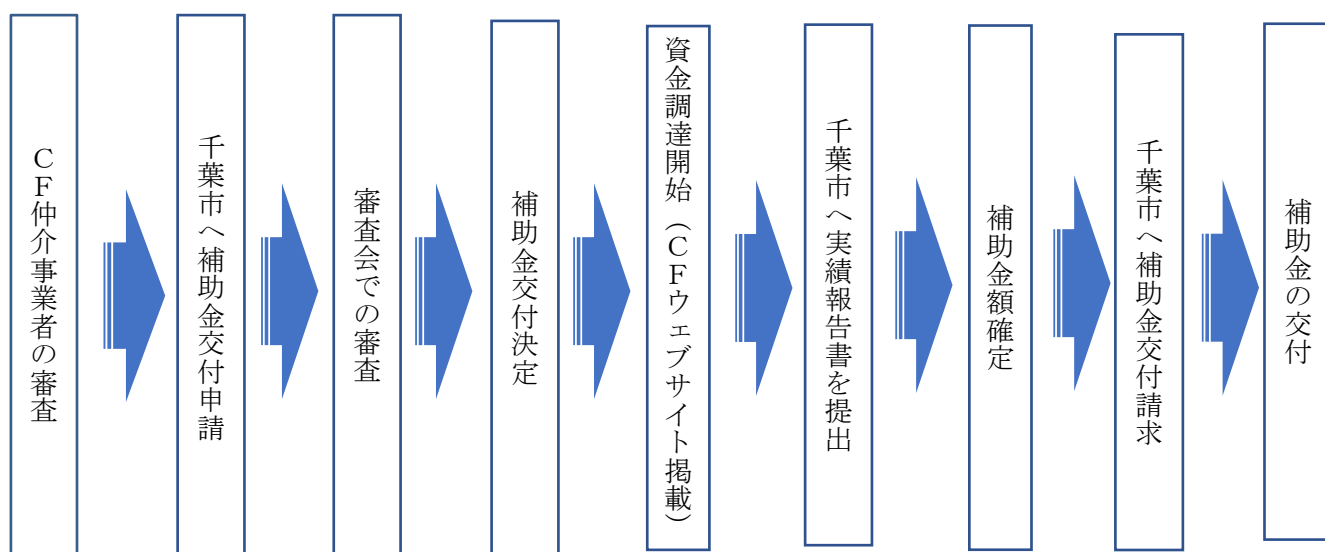 CF仲介事業者の審査
千葉市へ補助金交付申請
審査会での審査
補助金交付決定
資金調達開始（CFウェブサイト掲載）
千葉市へ実績報告書を提出
補助金額確定
千葉市へ補助金交付請求
補助金の交付